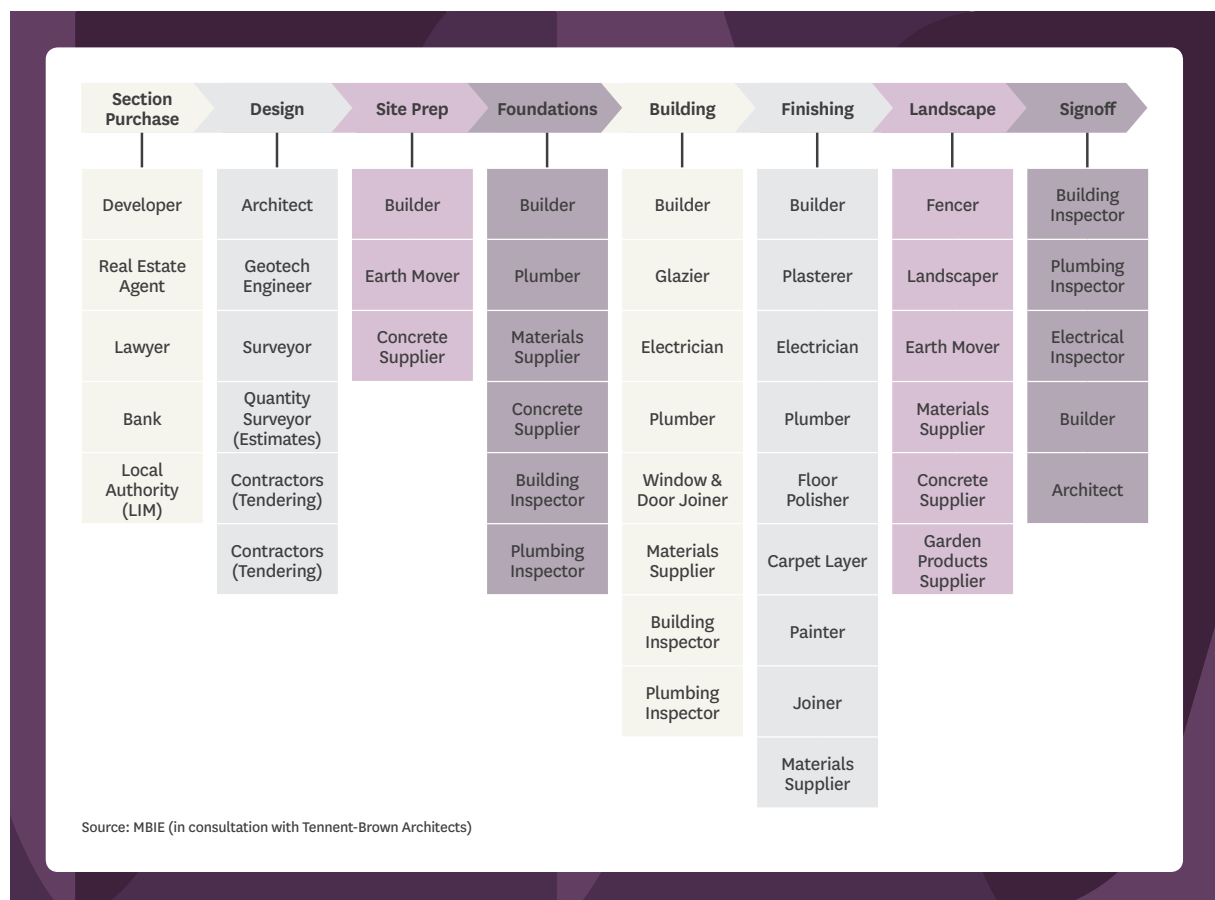 Section
Purchase
Design
Site Prep
Foundations
Building
Finishing
Landscape
Signoff
Developer
Real Estate
Agent
Lawyer
Bank
Local
Authority
(LIM)
Architect
Geotech
Engineer
Surveyor
Quantity
Surveyor
(Estimates)
Contractors
(Tendering)
Contractors
(Tendering)
Builder
Earth Mover
Concrete
Supplier
Builder
Plumber
Materials
Supplier
Concrete
Supplier
Building
Inspector
Plumbing
Inspector
Builder
Glazier
Electrician
Plumber
Window &
Door Joiner
Materials
Supplier
Building
Inspector
Plumbing
Inspector
Builder
Plasterer
Electrician
Plumber
Floor
Polisher
Carpet Layer
Painter
Joiner
Materials
Supplier
Fencer
Landscaper
Earth Mover
Materials
Supplier
Concrete
Supplier
Garden
Products
Supplier
Building
Inspector
Plumbing
Inspector
Electrical
Inspector
Builder
Architect
Source: MBIE (in consultation with Tennent-Brown Architects)